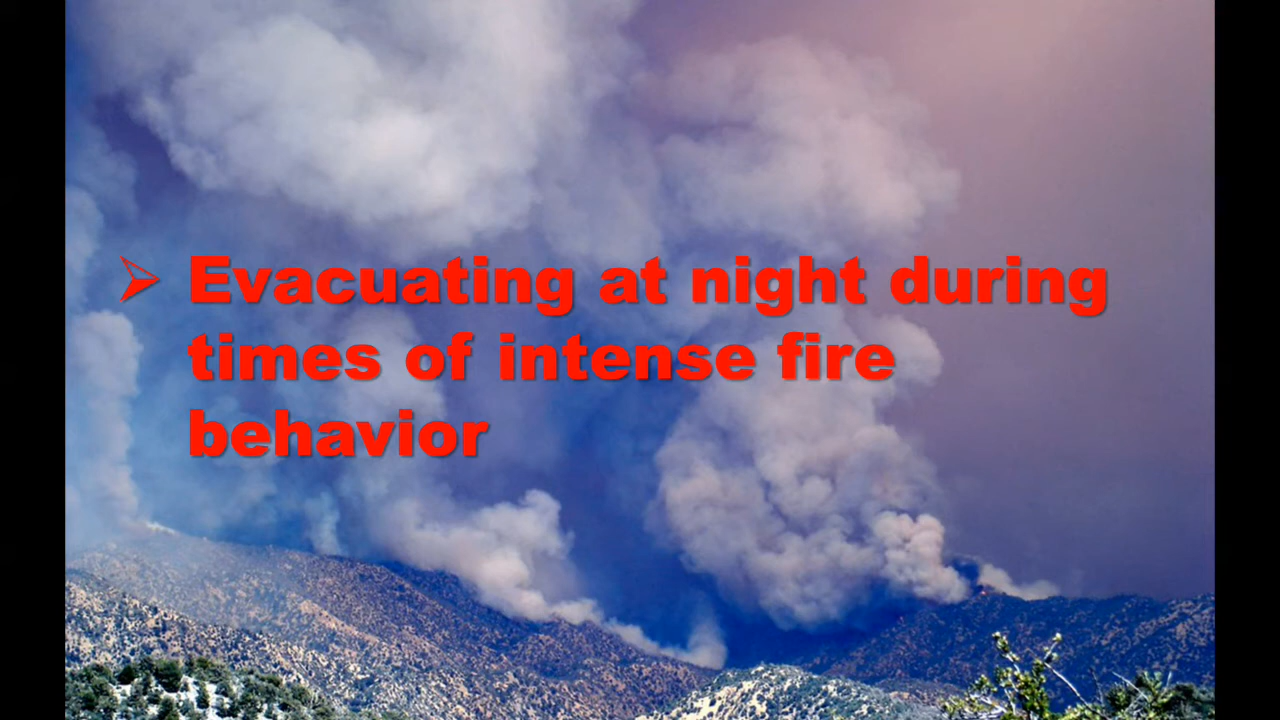 Evacuating at night during
times of intense fire
behavior